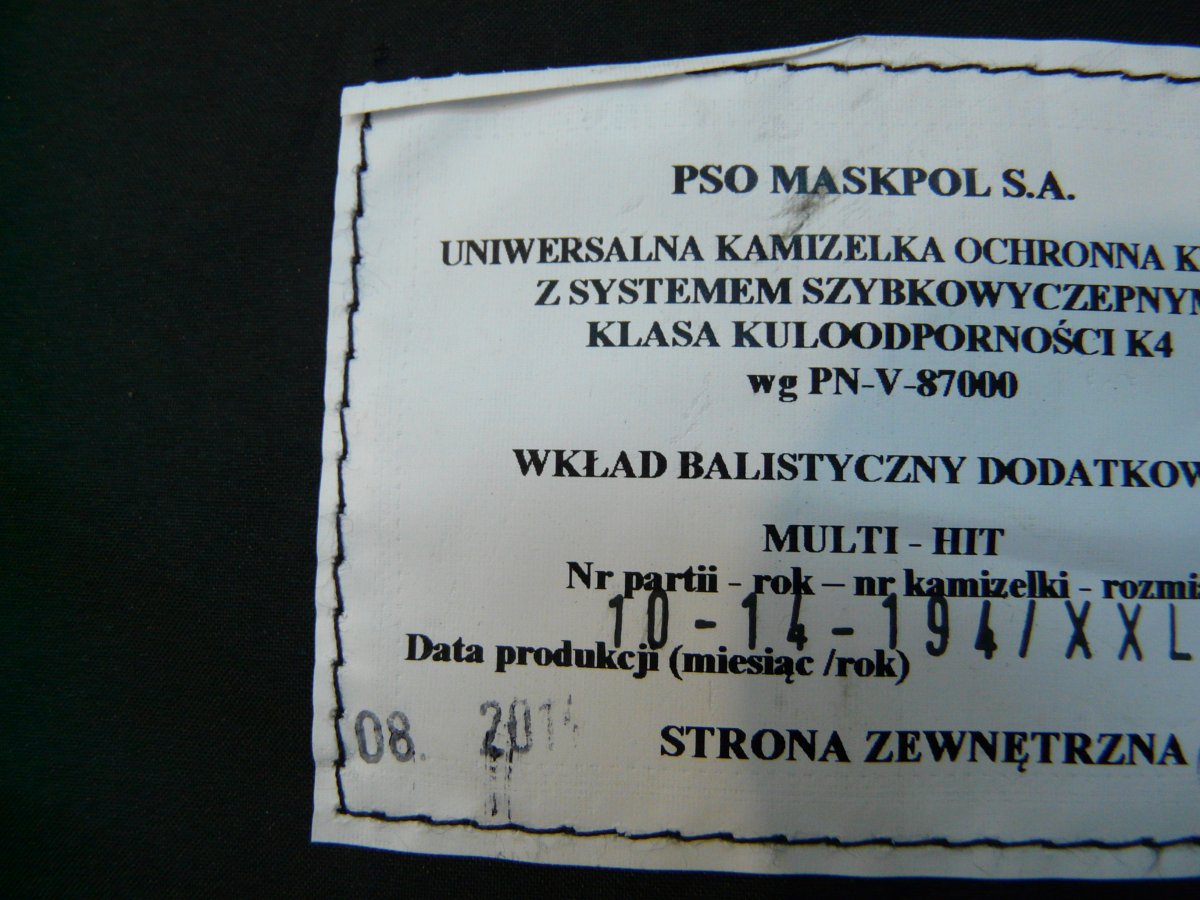 PSO MASKPOL S.A.
UNIWERSALNA KAMIZELKA OCHRONNA
Z SYSTEMEM SZYBKOWYCZEPNYM
KLASA KULOODPORNOŚCI K4
wg PN-V-87000
WKŁAD BALISTYCZNY
MULTI - HIT
Nr partii - rok – nr kamizelki -
10-14-194/XXL
Data produkcji (miesiąc /rok)
08. 2014
STRONA ZEWNĘTRZNA